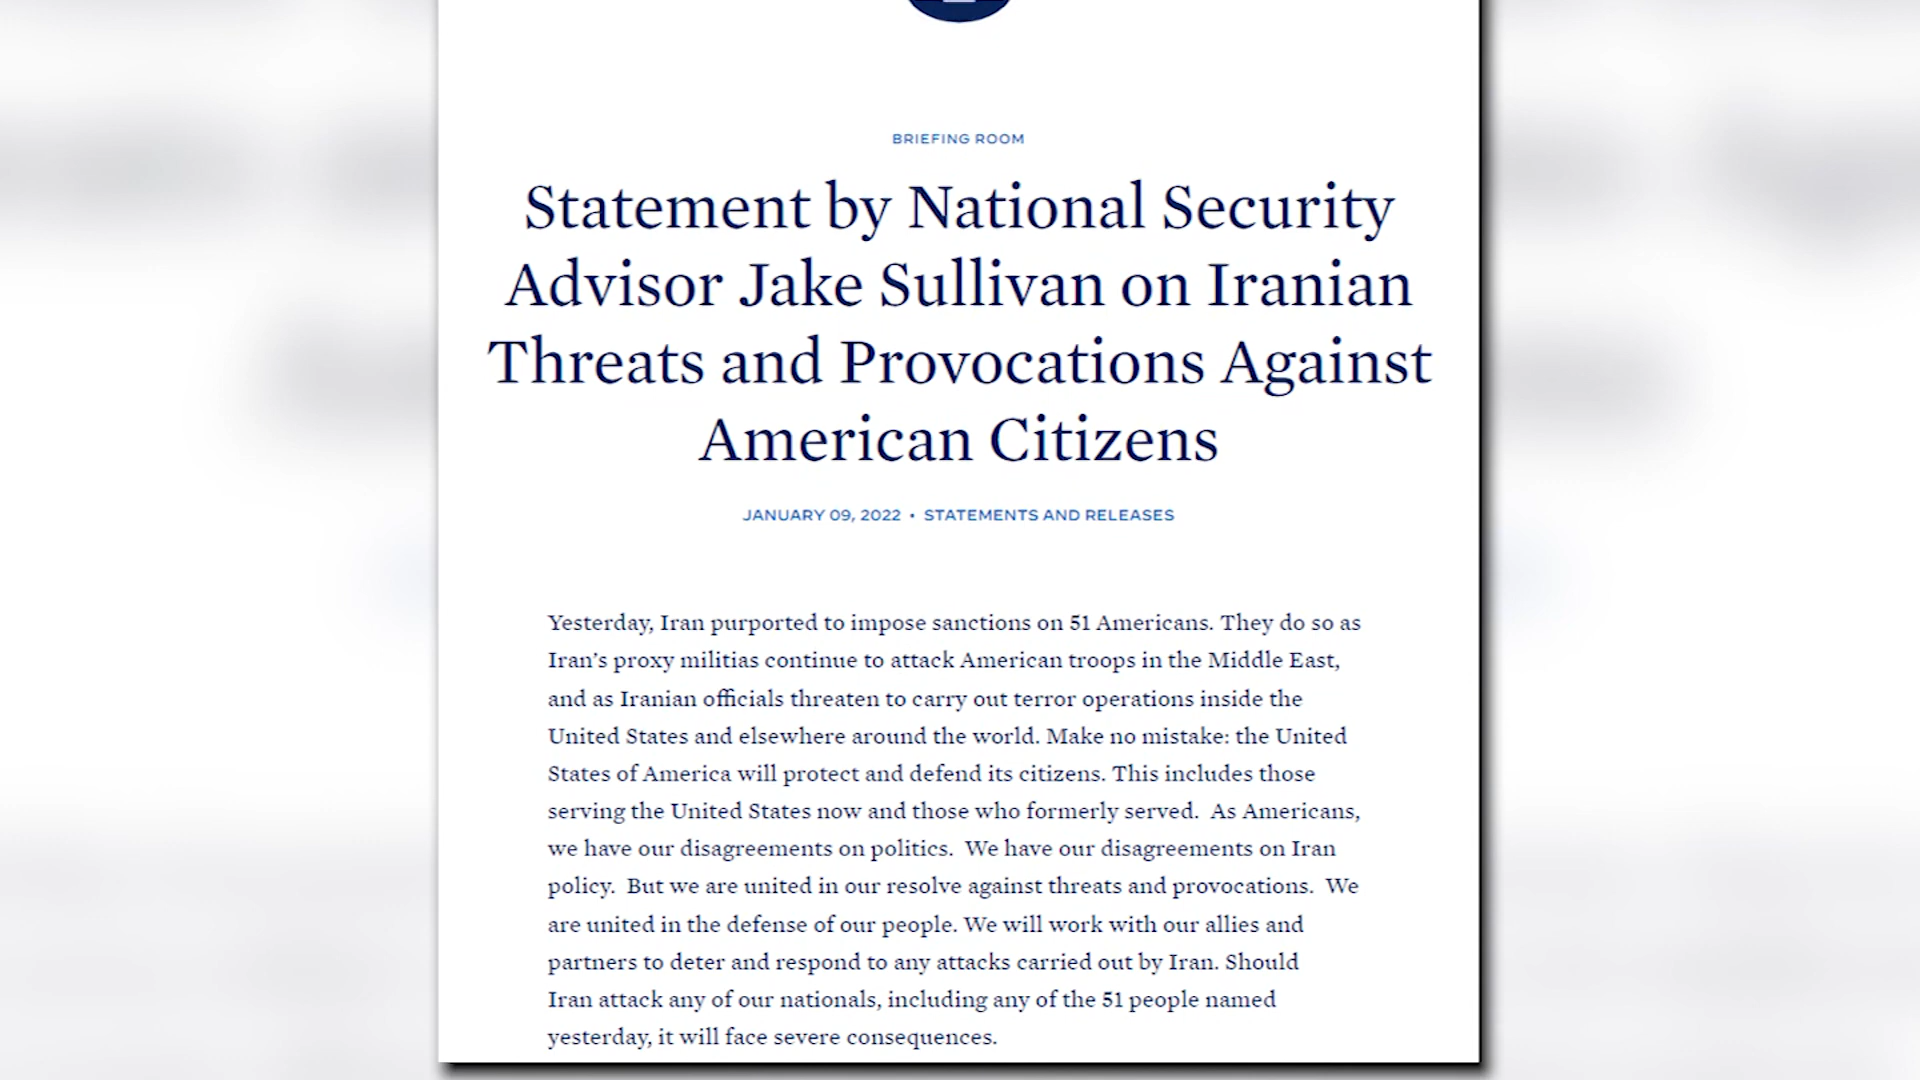 BRIEFING ROOM
Statement by National Security
Advisor Jake Sullivan on Iranian
Threats and Provocations Against
American Citizens
JANUARY 09, 2022 • STATEMENTS AND RELEASES
Yesterday, Iran purported to impose sanctions on 51 Americans. They do so as
Iran’s proxy militias continue to attack American troops in the Middle East,
and as Iranian officials threaten to carry out terror operations inside the
United States and elsewhere around the world. Make no mistake: the United
States of America will protect and defend its citizens. This includes those
serving the United States now and those who formerly served.  As Americans,
we have our disagreements on politics.  We have our disagreements on Iran
policy.  But we are united in our resolve against threats and provocations.  We
are united in the defense of our people. We will work with our allies and
partners to deter and respond to any attacks carried out by Iran. Should
Iran attack any of our nationals, including any of the 51 people named
yesterday, it will face severe consequences.